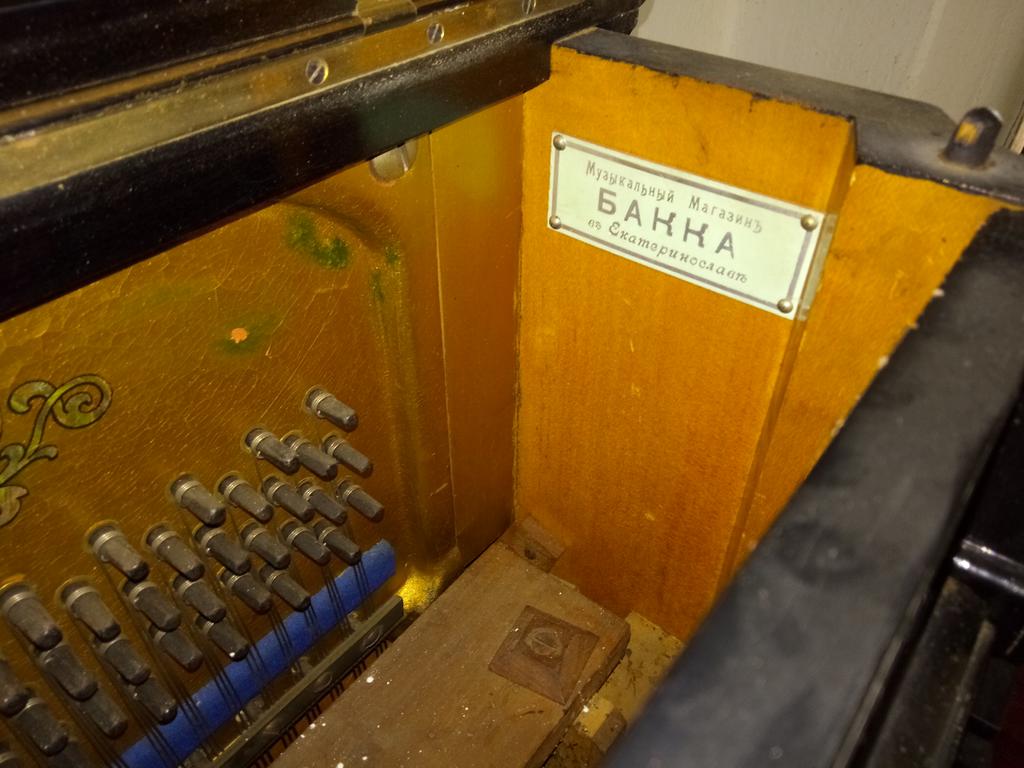 Музыкальный Магазинъ
БАККА
въ Екатеринославѣ